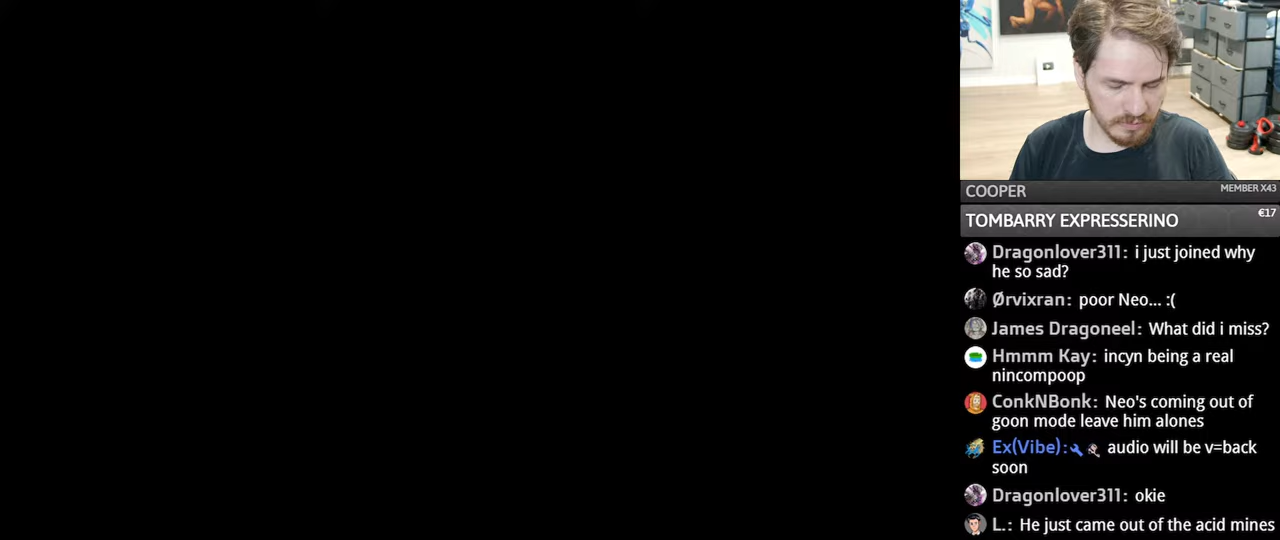 COOPER MEMBER X43
TOMBARRY EXPRESSERINO €17
Dragonlover311: i just joined why
he so sad?
Ørvixran: poor Neo... :(
James Dragoneel: What did i miss?
Hmmm Kay: incyn being a real
nincompoop
ConkNBonk: Neo's coming out of
goon mode leave him alones
Ex(Vibe): audio will be v=back
soon
Dragonlover311: okie
L.: He just came out of the acid mines